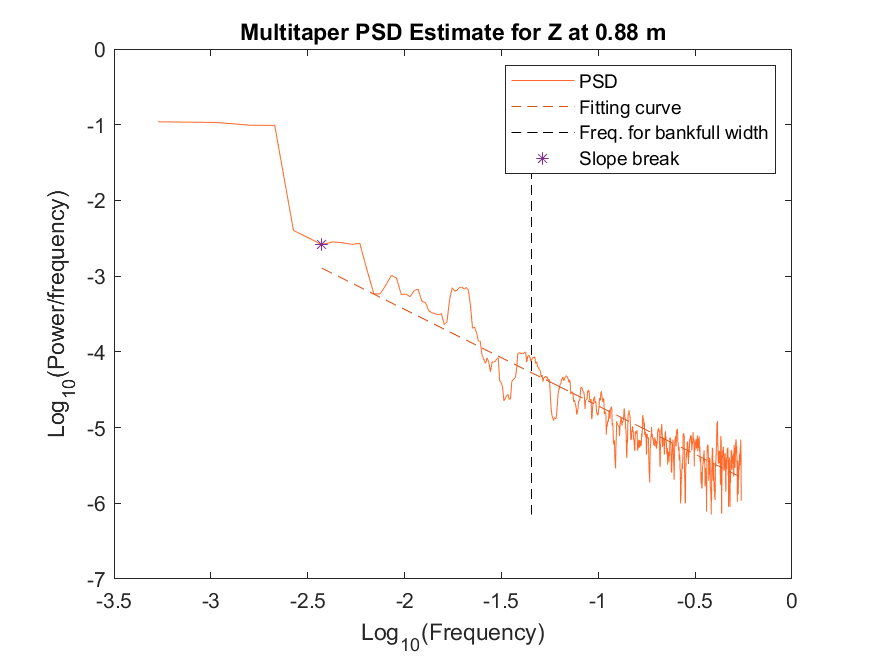 Multitaper PSD Estimate for Z at 0.88 m
0
-1
-2
-3
-4
-5
-6
-7
Log10(Power/frequency)
PSD
Fitting curve
Freq. for bankfull width
Slope break
-3.5 -3 -2.5 -2 -1.5 -1 -0.5 0
Log10(Frequency)